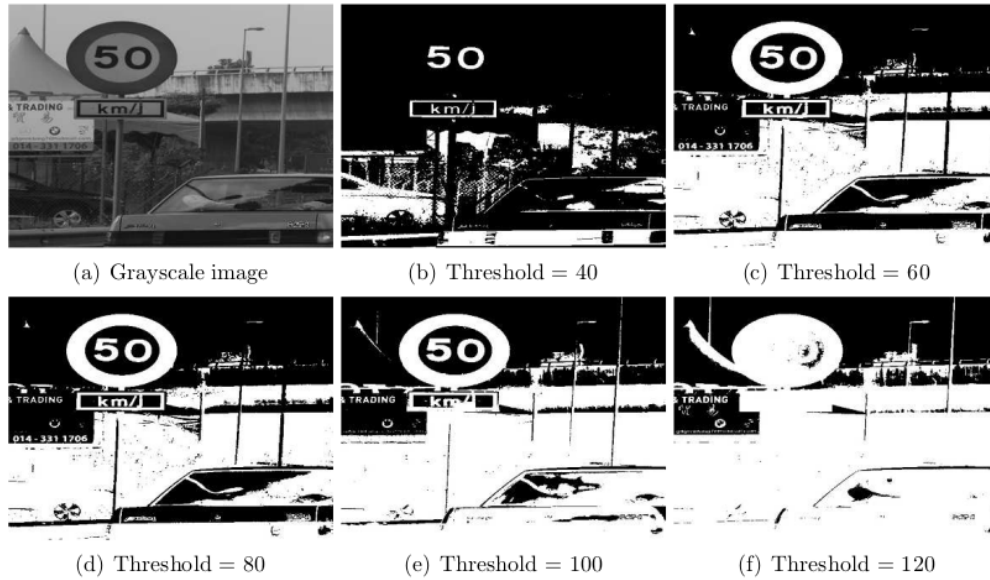 50
km/j
& TRADING
014 - 331 1706
(a) Grayscale image
50
km/j
(b) Threshold = 40
50
km/j
& TRADING
014 - 331 1706
(c) Threshold = 60
50
km/j
& TRADING
014 - 331 1706
(d) Threshold = 80
50
km/j
& TRADING
(e) Threshold = 100
& TRADING
(f) Threshold = 120